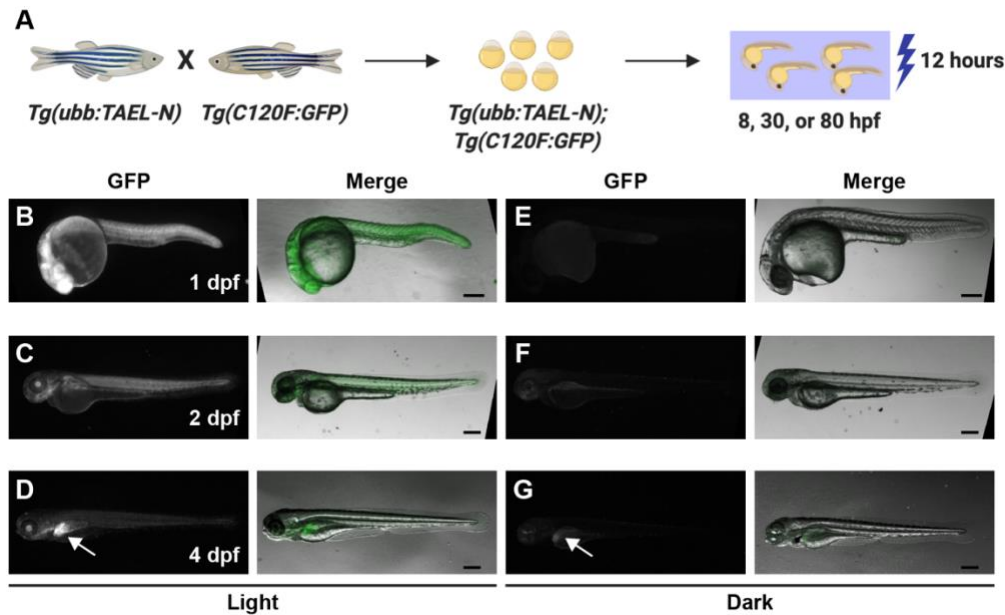 A
X
12 hours
Tg(ubb:TAEL-N) Tg(C120F:GFP)
Tg(ubb:TAEL-N);
Tg(C120F:GFP)
8, 30, or 80 hpf
GFP Merge GFP Merge
B
1 dpf
E
C
2 dpf
F
D
4 dpf
G
Light Dark